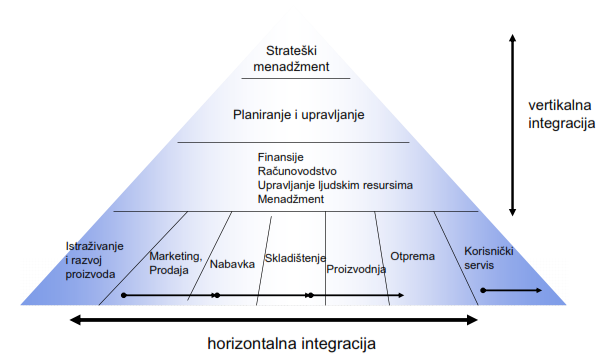 Strateški
menadžment
Planiranje i upravljanje
vertikalna
integracija
Finansije
Računovodstvo
Upravljanje ljudskim resursima
Menadžment
Istraživanje
i razvoj
proizvoda
Marketing,
Prodaja
Nabavka
Skladištenje
Proizvodnja
Otprema
Korisnički
servis
horizontalna integracija